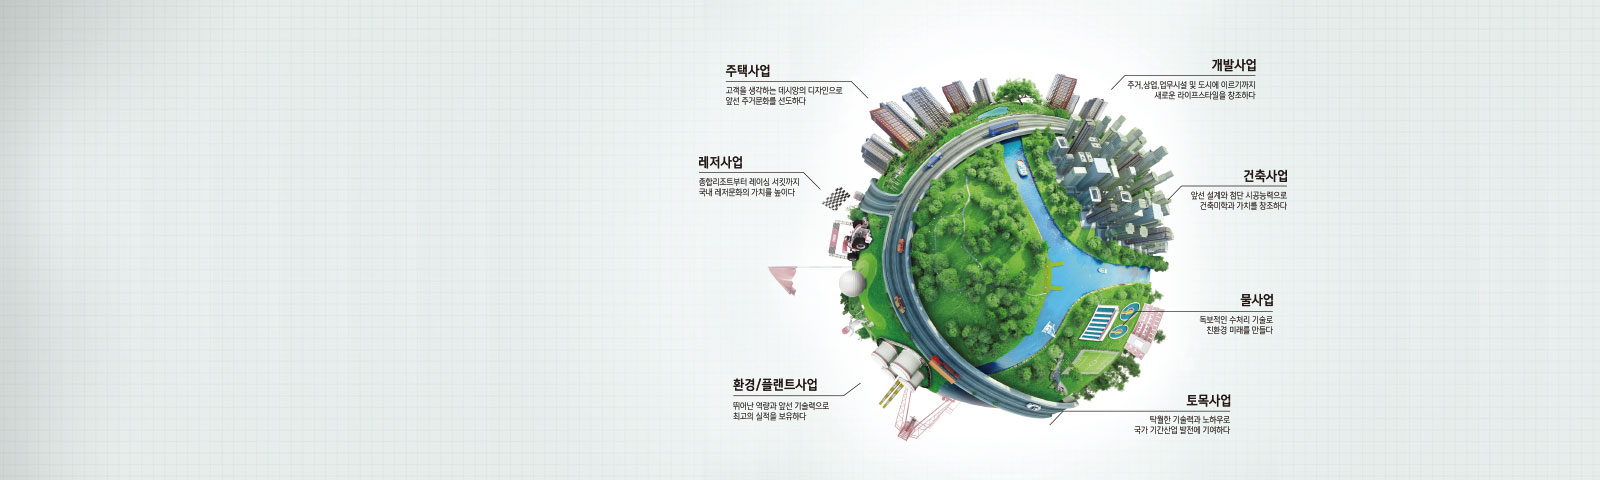 주택사업
고객을 생각하는 데시앙의 디자인으로
앞선 주거문화를 선도하다
개발사업
주거,상업,업무시설 및 도시에 이르기까지
새로운 라이프스타일을 창조하다
레저사업
종합리조트부터 레이싱 서킷까지
국내 레저문화의 가치를 높이다
건축사업
앞선 설계와 첨단 시공능력으로
건축미학과 가치를 창조하다
물사업
독보적인 수처리 기술로
친환경 미래를 만들다
환경/플랜트사업
뛰어난 역량과 앞선 기술력으로
최고의 실적을 보유하다
토목사업
탁월한 기술력과 노하우로
국가 기간산업 발전에 기여하다